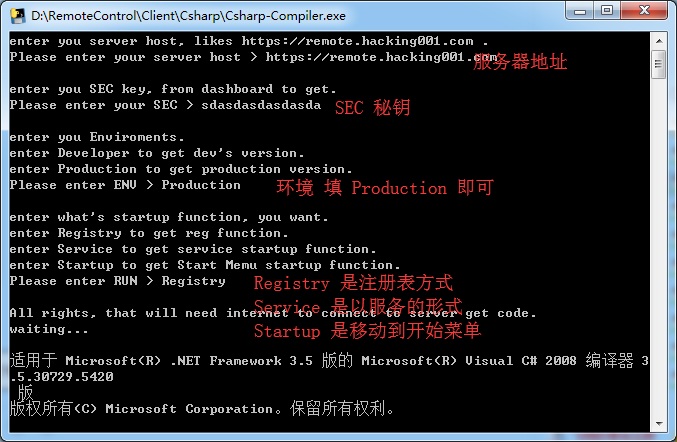 D:\RemoteControl\Client\Csharp\Csharp-Compiler.exe
enter you server host, likes https://remote.hacking001.com .
Please enter your server host > https://remote.hacking001.com 服务器地址
enter you SEC key, from dashboard to get.
Please enter your SEC > sdasdasdasdasda SEC 秘钥
enter you Enviroments.
enter Developer to get dev's version.
enter Production to get production version.
Please enter ENV > Production 环境 填 Production 即可
enter what's startup function, you want.
enter Registry to get reg function.
enter Service to get service startup function.
enter Startup to get Start Memu startup function.
Please enter RUN > Registry Registry 是注册表方式
Service 是以服务的形式
All rights, that will need internet to connect to server get code.
waiting... Startup 是移动到开始菜单
适用于 Microsoft(R) .NET Framework 3.5 版的 Microsoft(R) Visual C# 2008 编译器 3
.5.30729.5420
版
版权所有(C) Microsoft Corporation。保留所有权利。